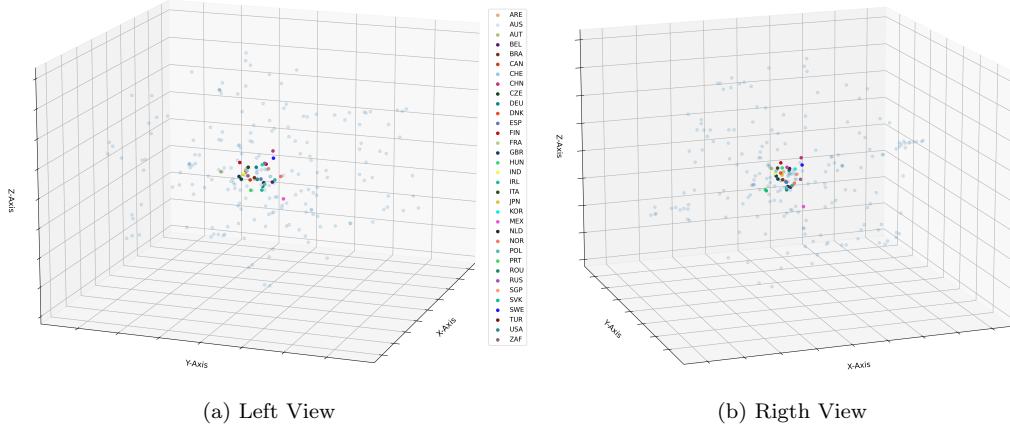 Z-Axis
Y-Axis
X-Axis
ARE
AUS
AUT
BEL
BRA
CAN
CHE
CHN
CZE
DEU
DNK
ESP
FIN
FRA
GBR
HUN
IND
IRL
ITA
JPN
KOR
MEX
NLD
NOR
POL
PRT
ROU
RUS
SGP
SVK
SWE
TUR
USA
ZAF
Z-Axis
Y-Axis
X-Axis
(a) Left View
(b) Rigth View